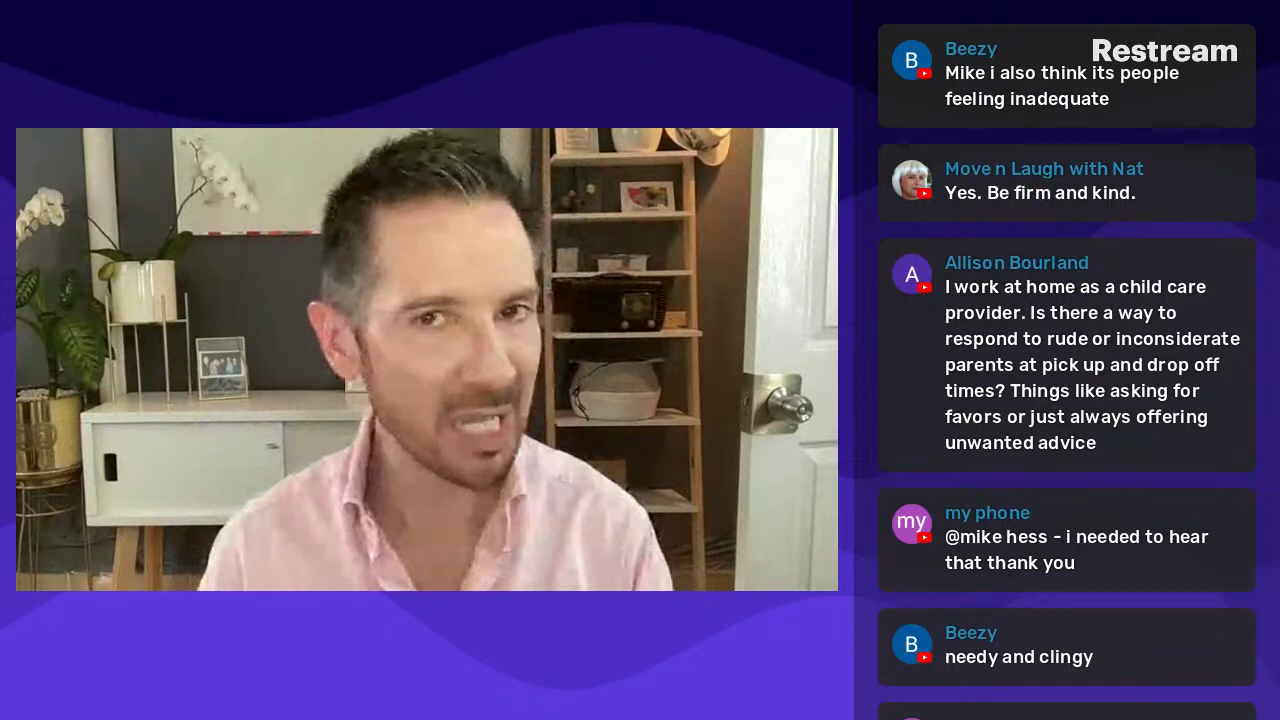 Restream
B
Beezy
Mike i also think its people
feeling inadequate
Move n Laugh with Nat
Yes. Be firm and kind.
A
Allison Bourland
I work at home as a child care
provider. Is there a way to
respond to rude or inconsiderate
parents at pick up and drop off
times? Things like asking for
favors or just always offering
unwanted advice
my
my phone
@mike hess - i needed to hear
that thank you
B
Beezy
needy and clingy